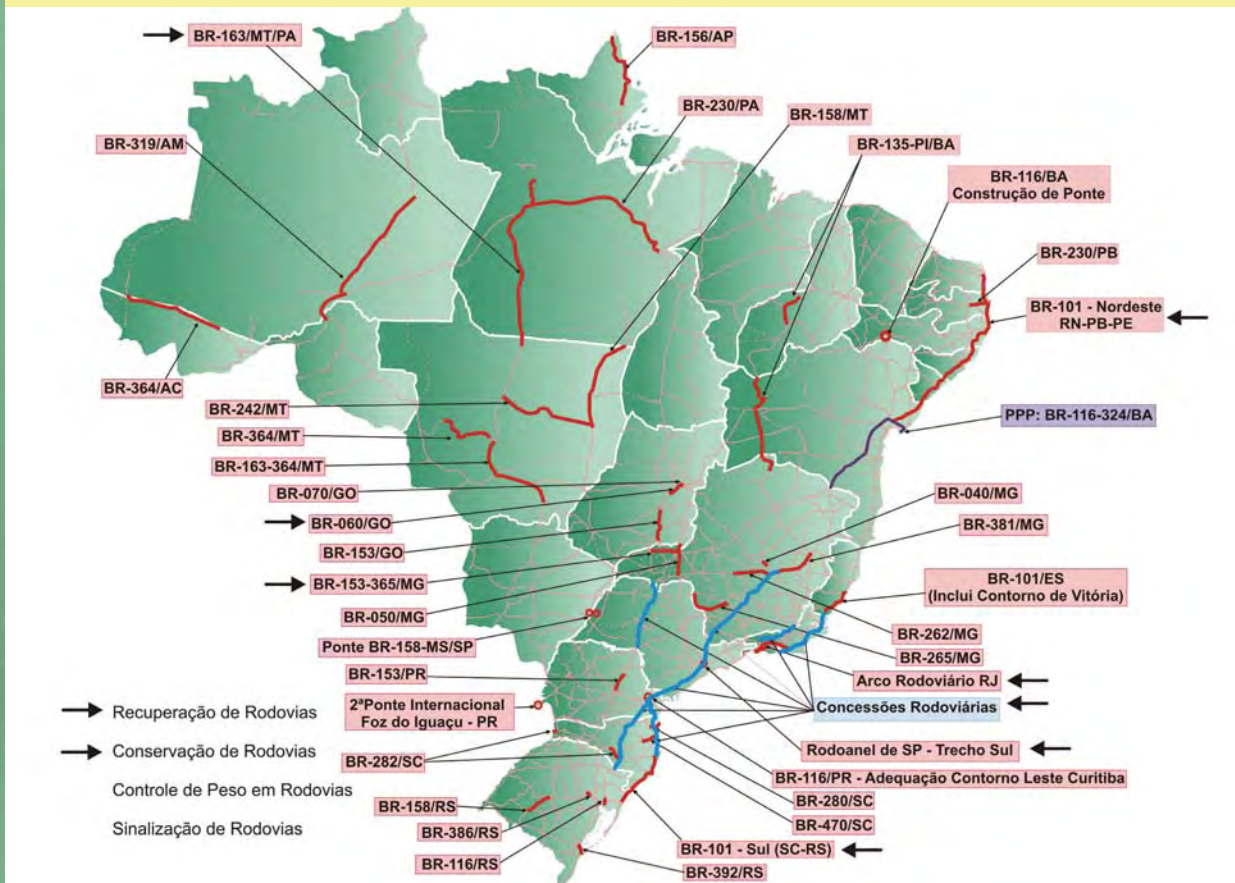 BR-163/MT/PA
BR-156/AP
BR-230/PA
BR-158/MT
BR-319/AM
BR-135-PI/BA
BR-116/BA
Construção de Ponte
BR-230/PB
BR-101 - Nordeste
RN-PB-PE
BR-364/AC
BR-242/MT
PPP: BR-116-324/BA
BR-364/MT
BR-163-364/MT
BR-070/GO
BR-040/MG
BR-060/GO
BR-381/MG
BR-153/GO
BR-101/ES
(Inclui Contorno de Vitória)
BR-153-365/MG
BR-050/MG
BR-262/MG
Ponte BR-158-MS/SP
BR-265/MG
BR-153/PR
Arco Rodoviário RJ
2ªPonte Internacional
Foz do Iguaçu - PR
Concessões Rodoviárias
Recuperação de Rodovias
Rodoanel de SP - Trecho Sul
Conservação de Rodovias
BR-282/SC
BR-116/PR - Adequação Contorno Leste Curitiba
Controle de Peso em Rodovias
BR-280/SC
BR-158/RS
BR-470/SC
Sinalização de Rodovias
BR-386/RS
BR-101 - Sul (SC-RS)
BR-116/RS
BR-392/RS